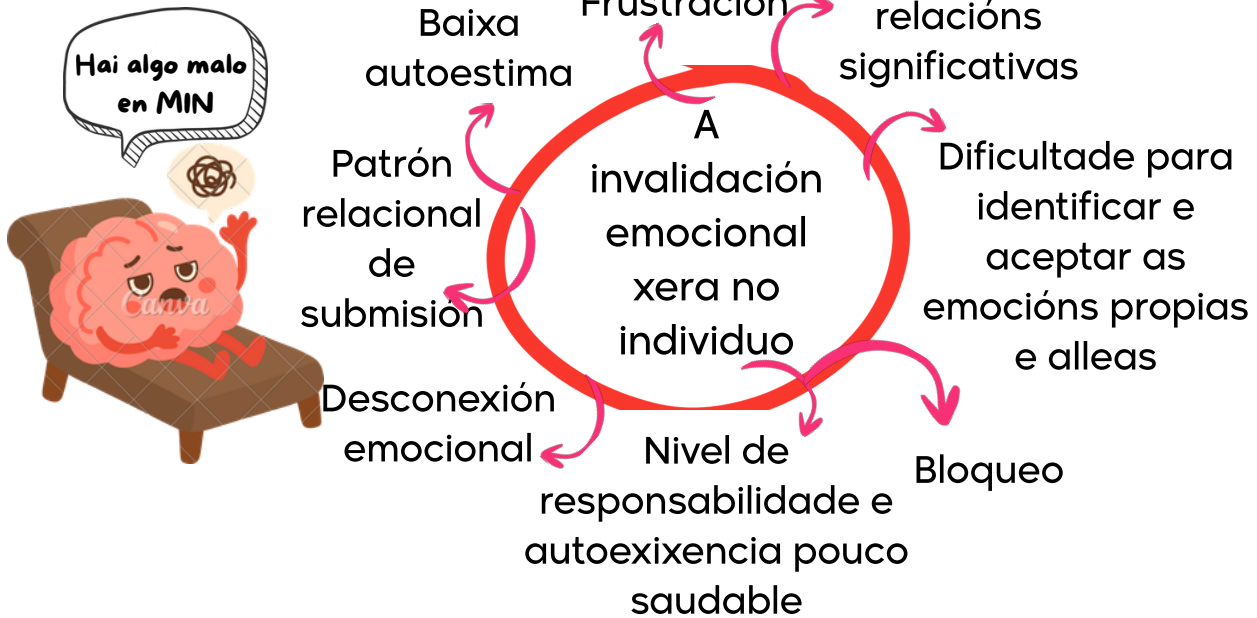 Hai algo malo
en MIN
Canva
Baixa
autoestima
Frustración
relacións
significativas
A
invalidación
emocional
xera no
individuo
Patrón
relacional
de
submisión
Dificultade para
identificar e
aceptar as
emocións propias
e alleas
Desconexión
emocional
Nivel de
responsabilidade e
autoexixencia pouco
saudable
Bloqueo